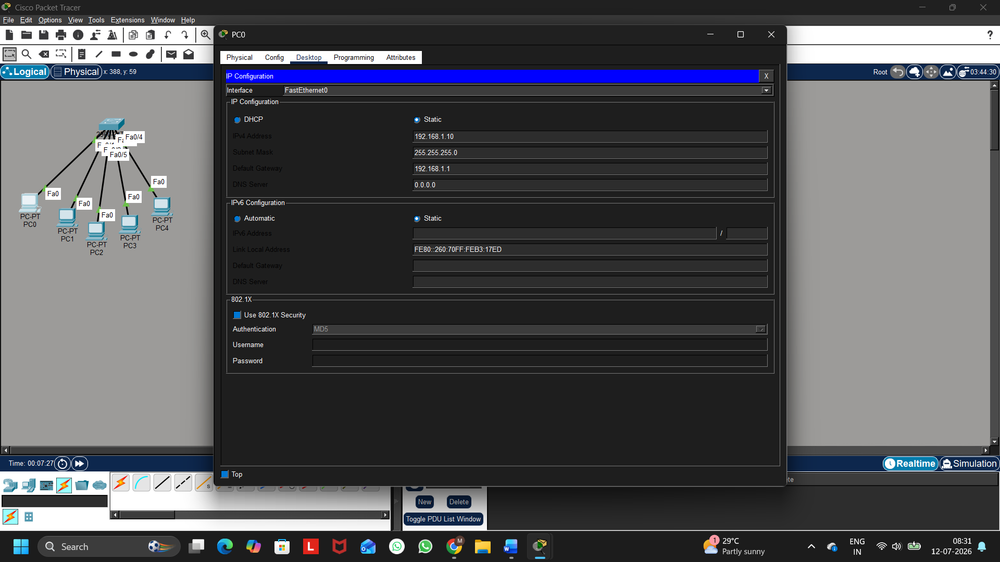 Cisco Packet Tracer
File Edit Options View Tools Extensions Window Help
PC0
?
Physical Config Desktop Programming Attributes
Logical Physical x: 388, y: 59
Root 03:44:30
IP Configuration X
Interface FastEthernet0
IP Configuration
DHCP Static
IPv4 Address 192.168.1.10
Subnet Mask 255.255.255.0
Default Gateway 192.168.1.1
DNS Server 0.0.0.0
IPv6 Configuration
Automatic Static
IPv6 Address /
Link Local Address FE80::260:70FF:FEB3:17ED
Default Gateway
DNS Server
802.1X
Use 802.1X Security
Authentication MD5
Username
Password
Top
Fa0/4
Fa0/5
Fa0
Fa0
Fa0
Fa0
Fa0
PC-PT
PC0
PC-PT
PC1
PC-PT
PC2
PC-PT
PC3
PC-PT
PC4
Time: 00:07:27
Realtime Simulation
New Delete
Toggle PDU List Window
Search
1
29°C
Partly sunny
ENG
IN
08:31
12-07-2026